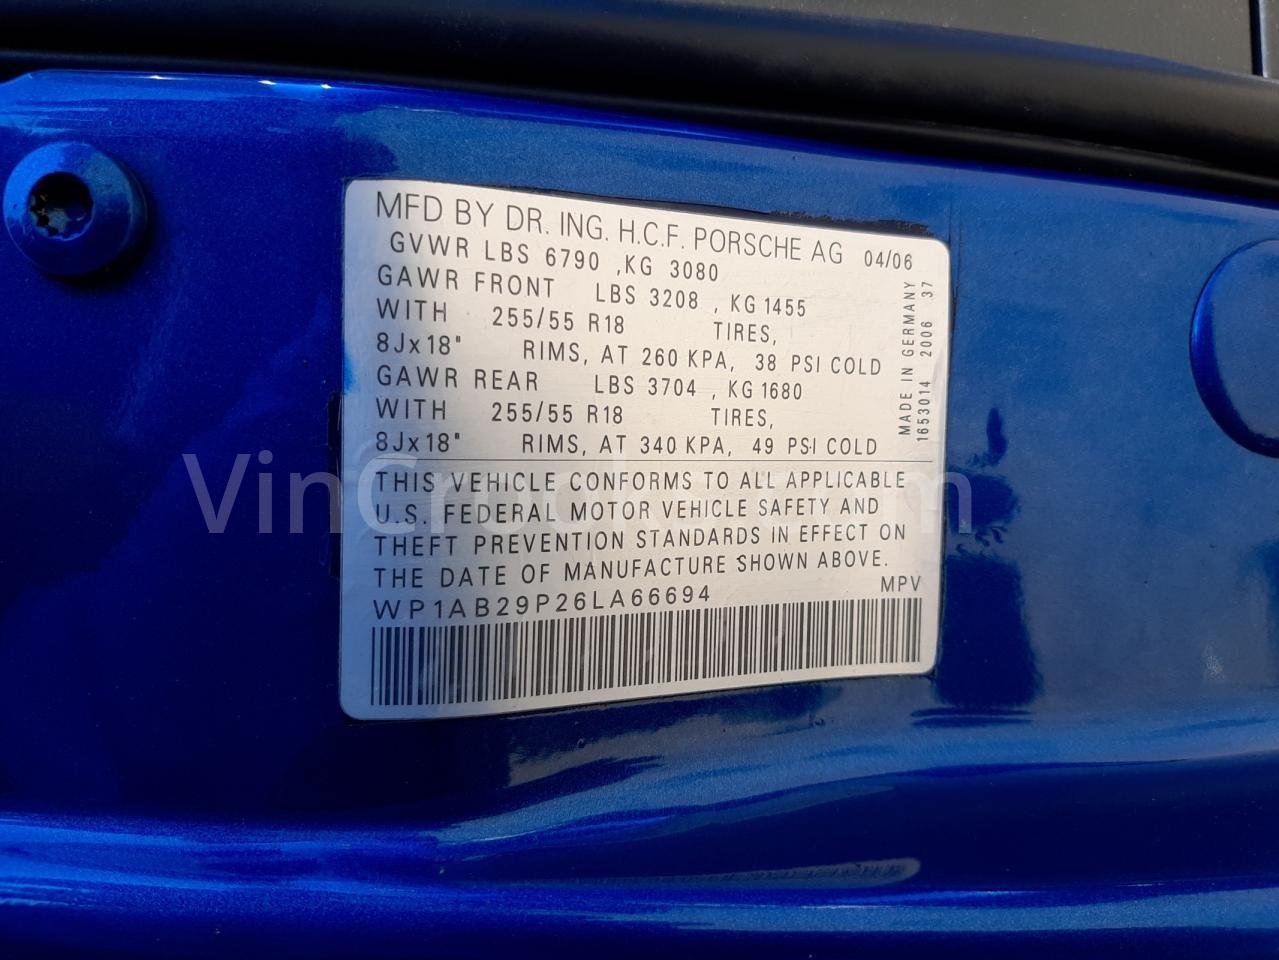 MFD BY DR. ING. H.C.F. PORSCHE AG 04/06
GVWR LBS 6790 ,KG 3080
GAWR FRONT LBS 3208 , KG 1455
WITH 255/55 R18 TIRES,
8Jx18" RIMS, AT 260 KPA, 38 PSI COLD
GAWR REAR LBS 3704 , KG 1680
WITH 255/55 R18 TIRES,
8Jx18" RIMS, AT 340 KPA, 49 PSI COLD
MADE IN GERMANY
1653014 2006 37
THIS VEHICLE CONFORMS TO ALL APPLICABLE
U.S. FEDERAL MOTOR VEHICLE SAFETY AND
THEFT PREVENTION STANDARDS IN EFFECT ON
THE DATE OF MANUFACTURE SHOWN ABOVE.
WP1AB29P26LA66694 MPV
VinCrooks.com